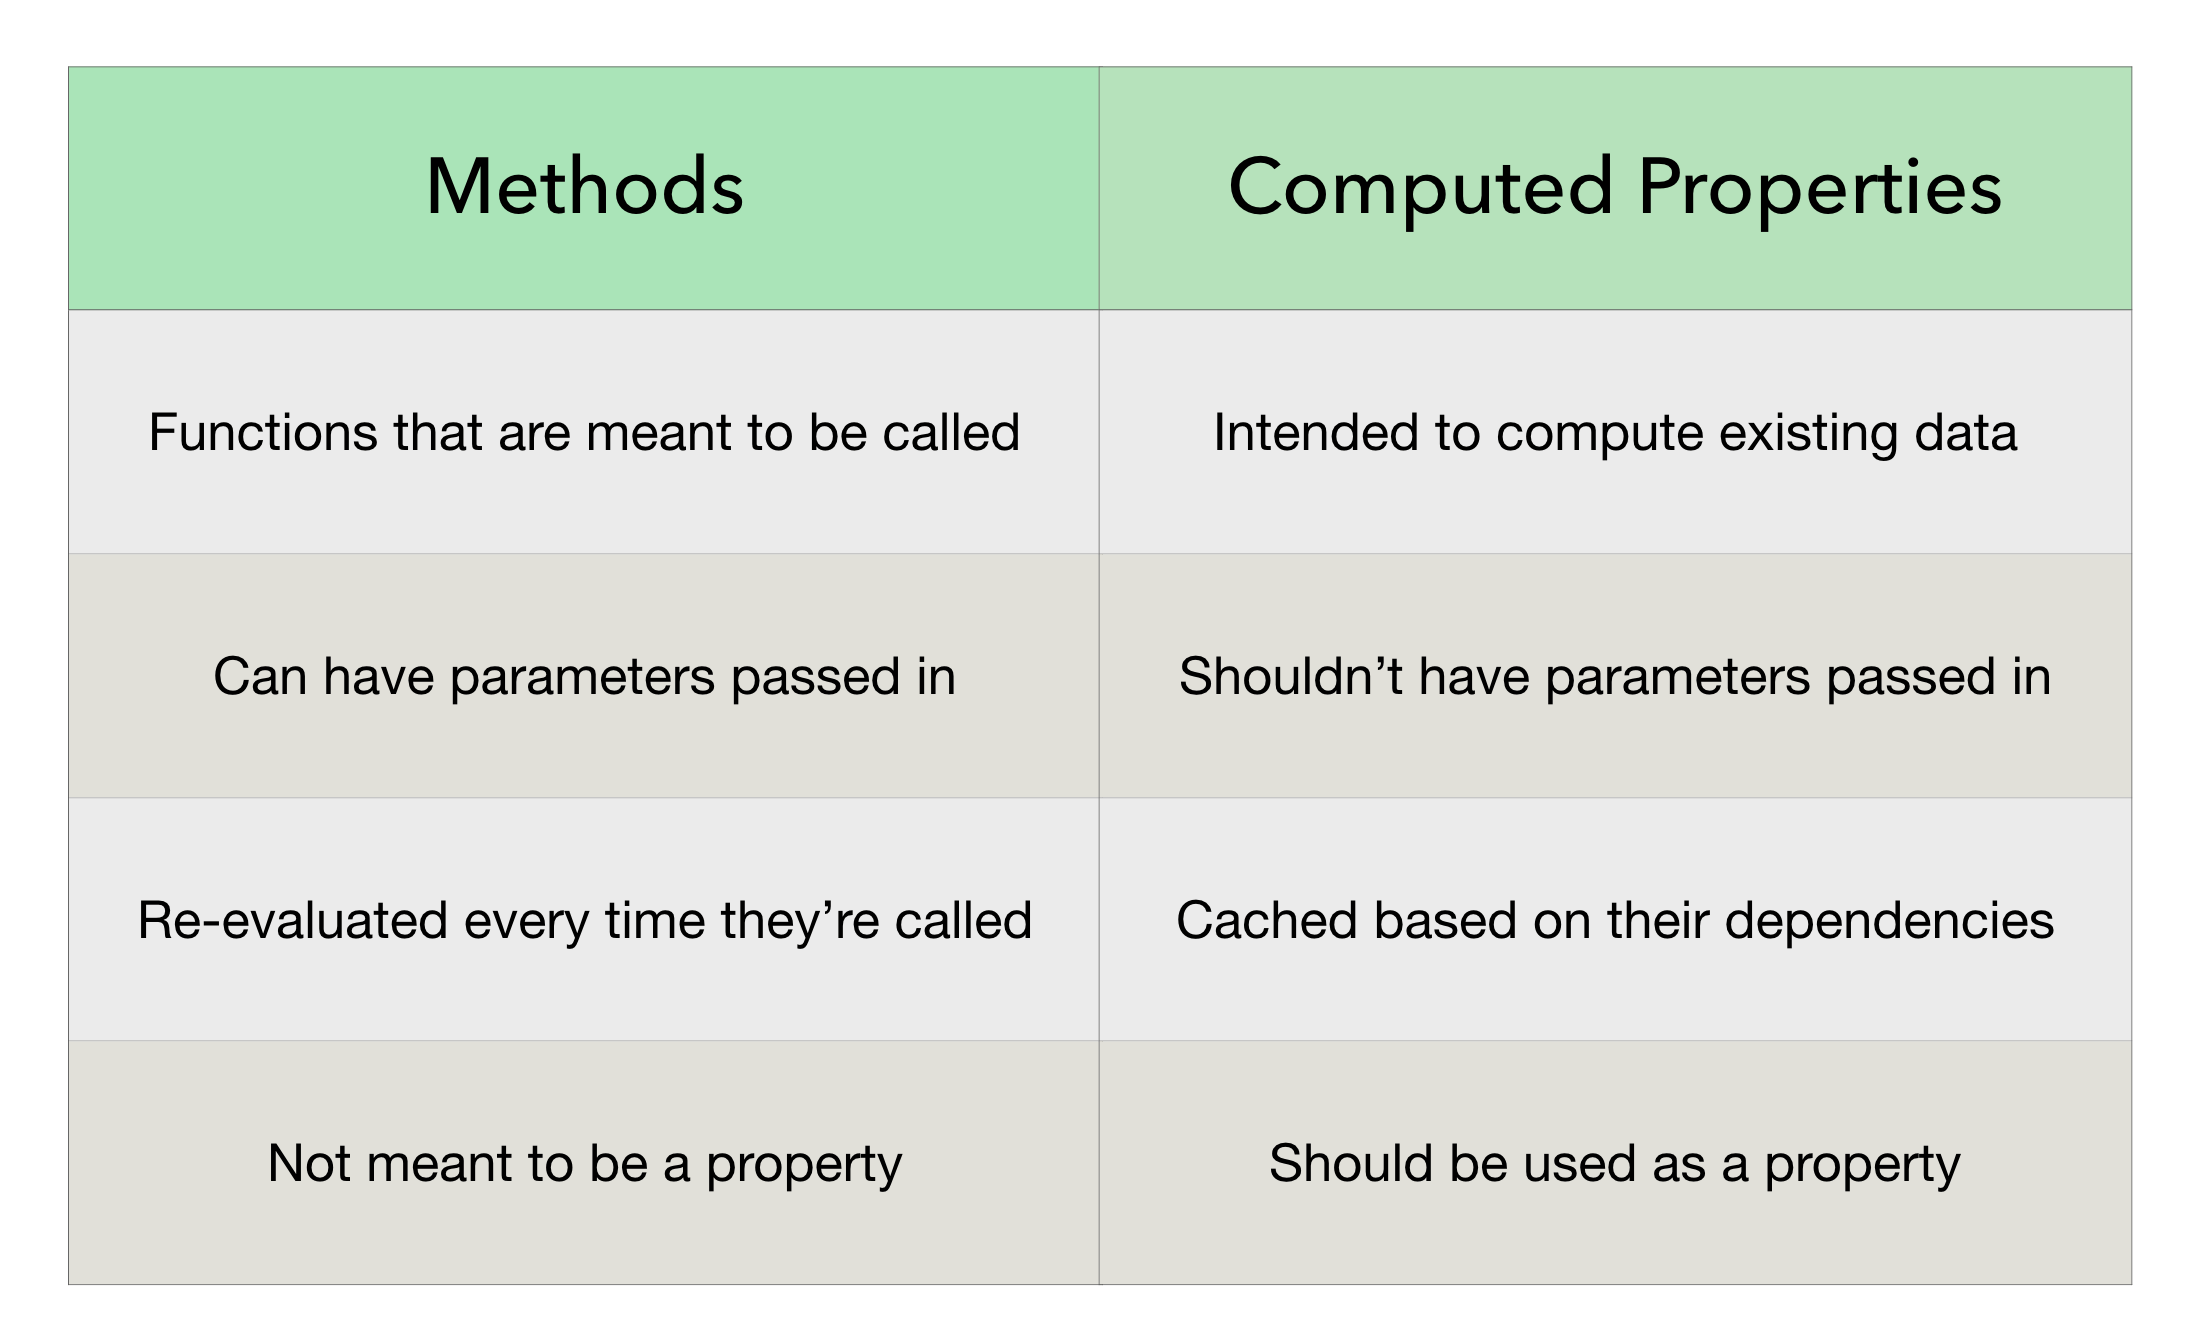 Methods
Computed Properties
Functions that are meant to be called
Intended to compute existing data
Can have parameters passed in
Shouldn’t have parameters passed in
Re-evaluated every time they’re called
Cached based on their dependencies
Not meant to be a property
Should be used as a property